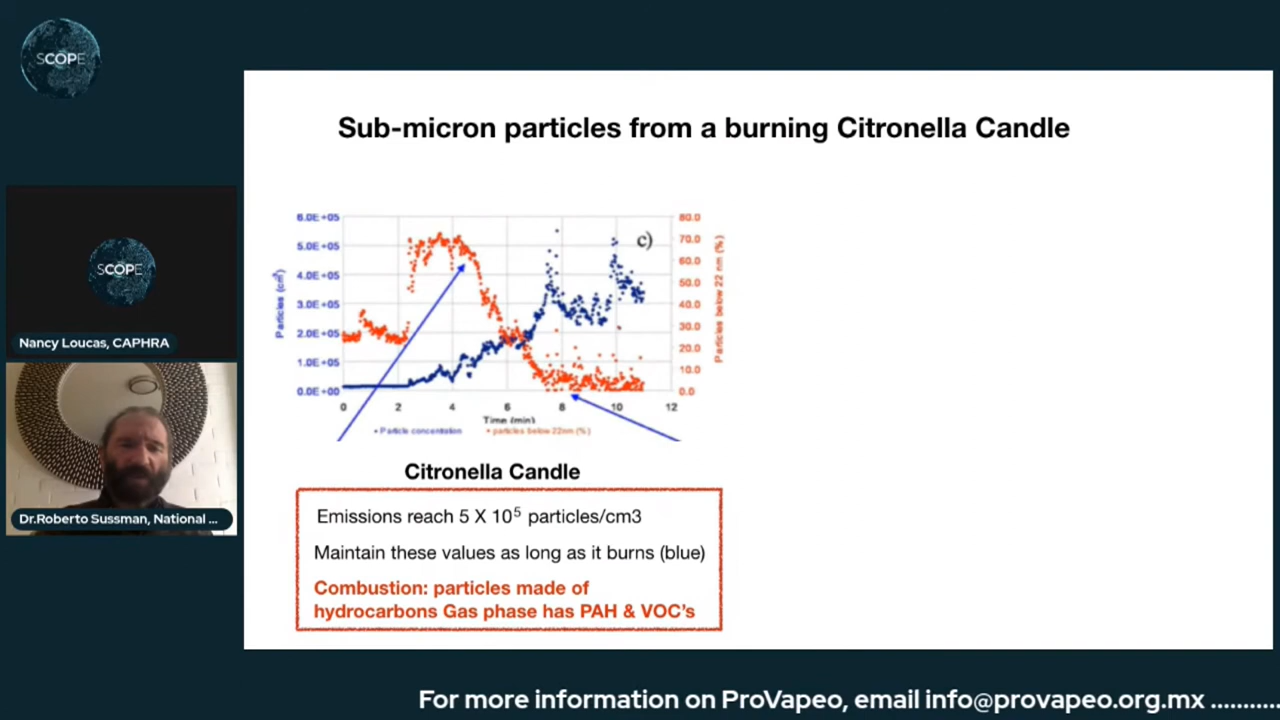 SCOPE
Sub-micron particles from a burning Citronella Candle
6.0E+05
5.0E+05
4.0E+05
3.0E+05
2.0E+05
1.0E+05
0.0E+00
Particles (cm³)
80.0
70.0
60.0
50.0
40.0
30.0
20.0
10.0
0.0
Particles below 22 nm (%)
c)
0 2 4 6 8 10 12
Time (min)
• Particle concentration • particles below 22nm (%)
Citronella Candle
Emissions reach 5 X 10⁵ particles/cm3
Maintain these values as long as it burns (blue)
Combustion: particles made of
hydrocarbons Gas phase has PAH & VOC's
SCOPE
Nancy Loucas, CAPHRA
Dr.Roberto Sussman, National ...
For more information on ProVapeo, email info@provapeo.org.mx ..........